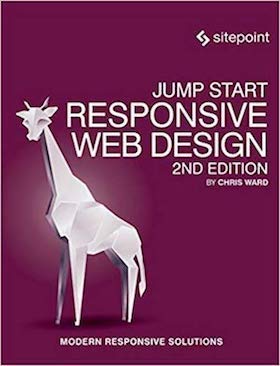 sitepoint
JUMP START
RESPONSIVE
WEB DESIGN
2ND EDITION
BY CHRIS WARD
MODERN RESPONSIVE SOLUTIONS